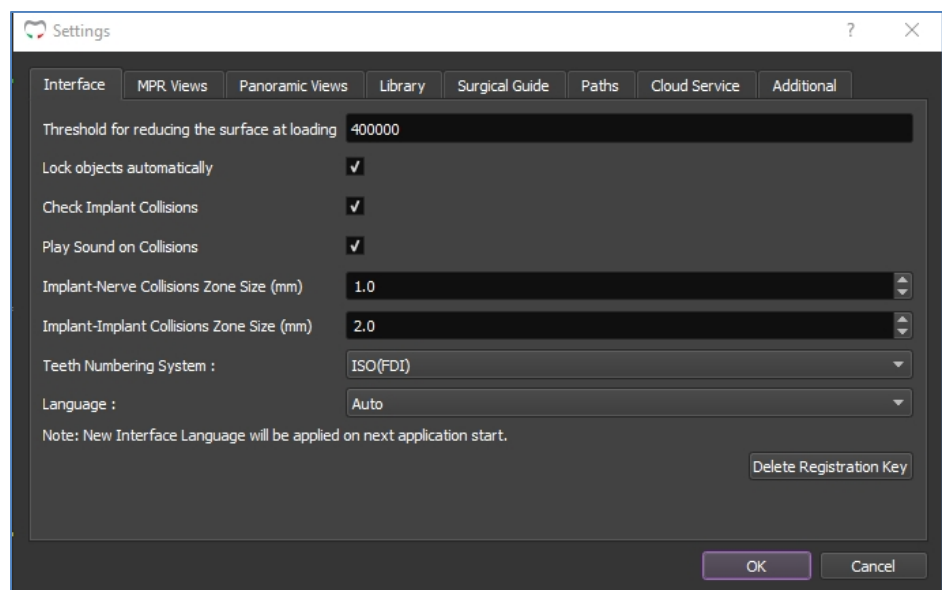 Settings
Interface MPR Views Panoramic Views Library Surgical Guide Paths Cloud Service Additional
Threshold for reducing the surface at loading 400000
Lock objects automatically
Check Implant Collisions
Play Sound on Collisions
Implant-Nerve Collisions Zone Size (mm) 1.0
Implant-Implant Collisions Zone Size (mm) 2.0
Teeth Numbering System : ISO(FDI)
Language : Auto
Note: New Interface Language will be applied on next application start.
Delete Registration Key
OK Cancel